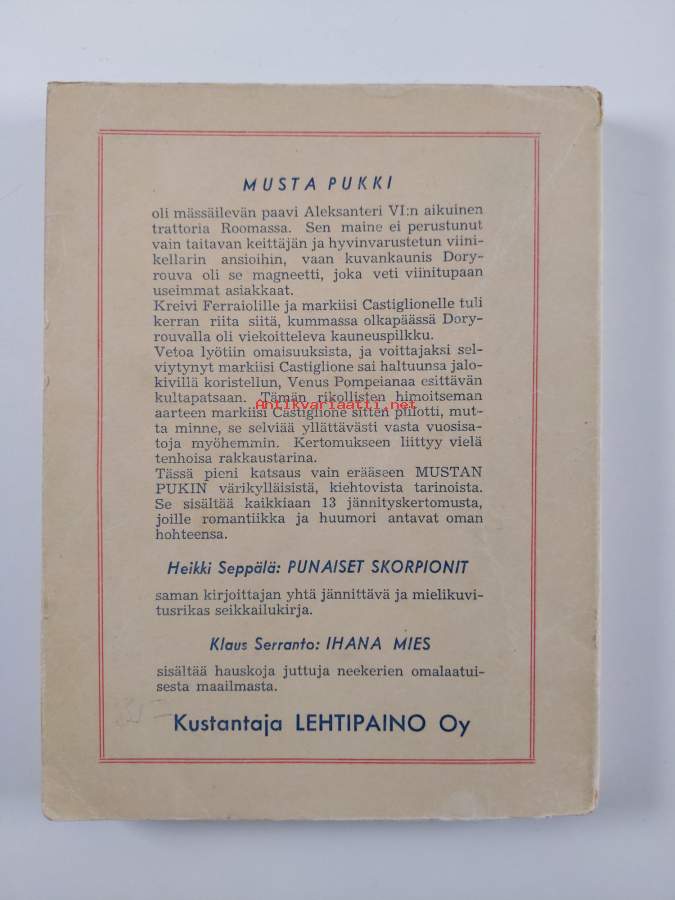 MUSTA PUKKI
oli mässäilevän paavi Aleksanteri VI:n aikuinen
trattoria Roomassa. Sen maine ei perustunut
vain taitavan keittäjän ja hyvinvarustetun viini-
kellarin ansioihin, vaan kuvankaunis Dory-
rouva oli se magneetti, joka veti viinitupaan
useimmat asiakkaat.
Kreivi Ferraiolille ja markiisi Castiglionelle tuli
kerran riita siitä, kummassa olkapäässä Dory-
rouvalla oli viekoitteleva kauneuspilkku.
Vetoa lyötiin omaisuuksista, ja voittajaksi sel-
viytynyt markiisi Castiglione sai haltuunsa jalo-
kivillä koristellun, Venus Pompeianaa esittävän
kultapatsaan. Tämän rikollisten himoitseman
Antikvariaatti.net
aarteen markiisi Castiglione sitten piilotti, mut-
ta minne, se selviää yllättävästi vasta vuosisa-
toja myöhemmin. Kertomukseen liittyy vielä
tenhoisa rakkaustarina.
Tässä pieni katsaus vain erääseen MUSTAN
PUKIN värikylläisistä, kiehtovista tarinoista.
Se sisältää kaikkiaan 13 jännityskertomusta,
joille romantiikka ja huumori antavat oman
hohteensa.
Heikki Seppälä: PUNAISET SKORPIONIT
saman kirjoittajan yhtä jännittävä ja mielikuvi-
tusrikas seikkailukirja.
Klaus Serranto: IHANA MIES
sisältää hauskoja juttuja neekerien omalaatui-
sesta maailmasta.
Kustantaja LEHTIPAINO Oy